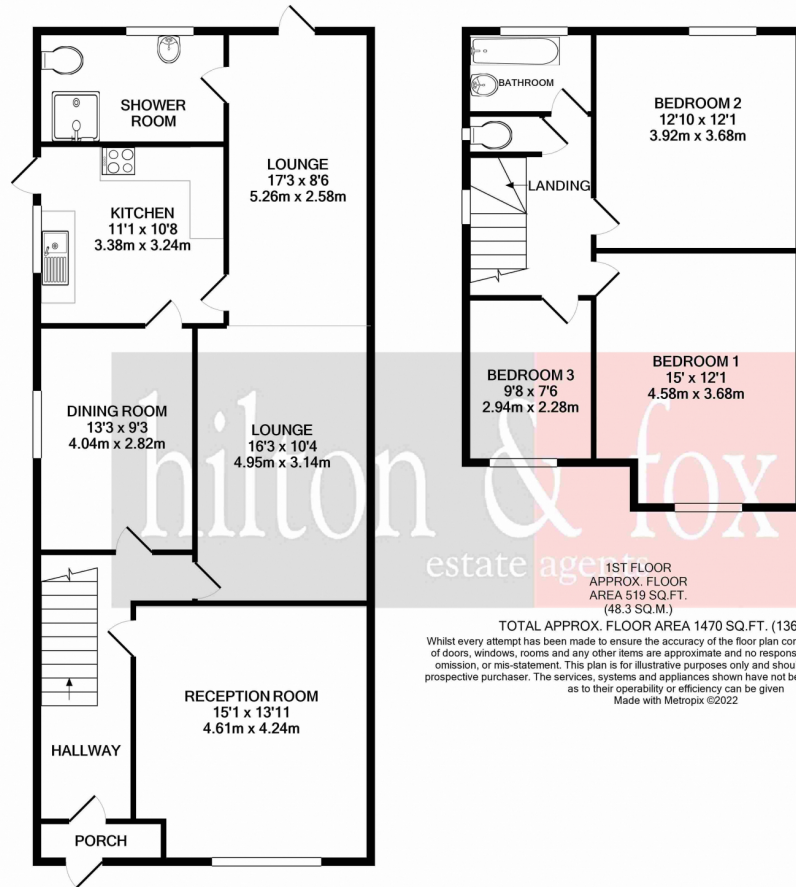 SHOWER
ROOM
LOUNGE
17'3 x 8'6
5.26m x 2.58m
KITCHEN
11'1 x 10'8
3.38m x 3.24m
DINING ROOM
13'3 x 9'3
4.04m x 2.82m
LOUNGE
16'3 x 10'4
4.95m x 3.14m
RECEPTION ROOM
15'1 x 13'11
4.61m x 4.24m
HALLWAY
PORCH
BATHROOM
BEDROOM 2
12'10 x 12'1
3.92m x 3.68m
LANDING
BEDROOM 3
9'8 x 7'6
2.94m x 2.28m
BEDROOM 1
15' x 12'1
4.58m x 3.68m
hilton & fox
estate agents
1ST FLOOR
APPROX. FLOOR
AREA 519 SQ.FT.
(48.3 SQ.M.)
TOTAL APPROX. FLOOR AREA 1470 SQ.FT. (136
Whilst every attempt has been made to ensure the accuracy of the floor plan con
of doors, windows, rooms and any other items are approximate and no respons
omission, or mis-statement. This plan is for illustrative purposes only and shou
prospective purchaser. The services, systems and appliances shown have not be
as to their operability or efficiency can be given
Made with Metropix ©2022